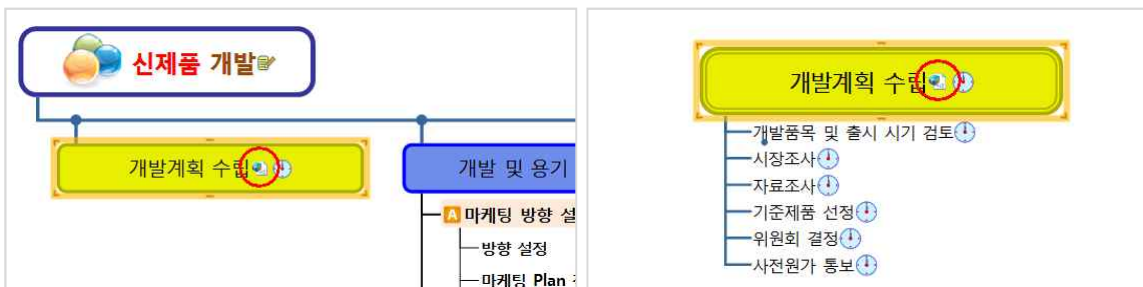 신제품 개발
개발계획 수립
개발 및 용기
A 마케팅 방향 설
방향 설정
마케팅 Plan
개발계획 수립
개발품목 및 출시 시기 검토
시장조사
자료조사
기준제품 선정
위원회 결정
사전원가 통보